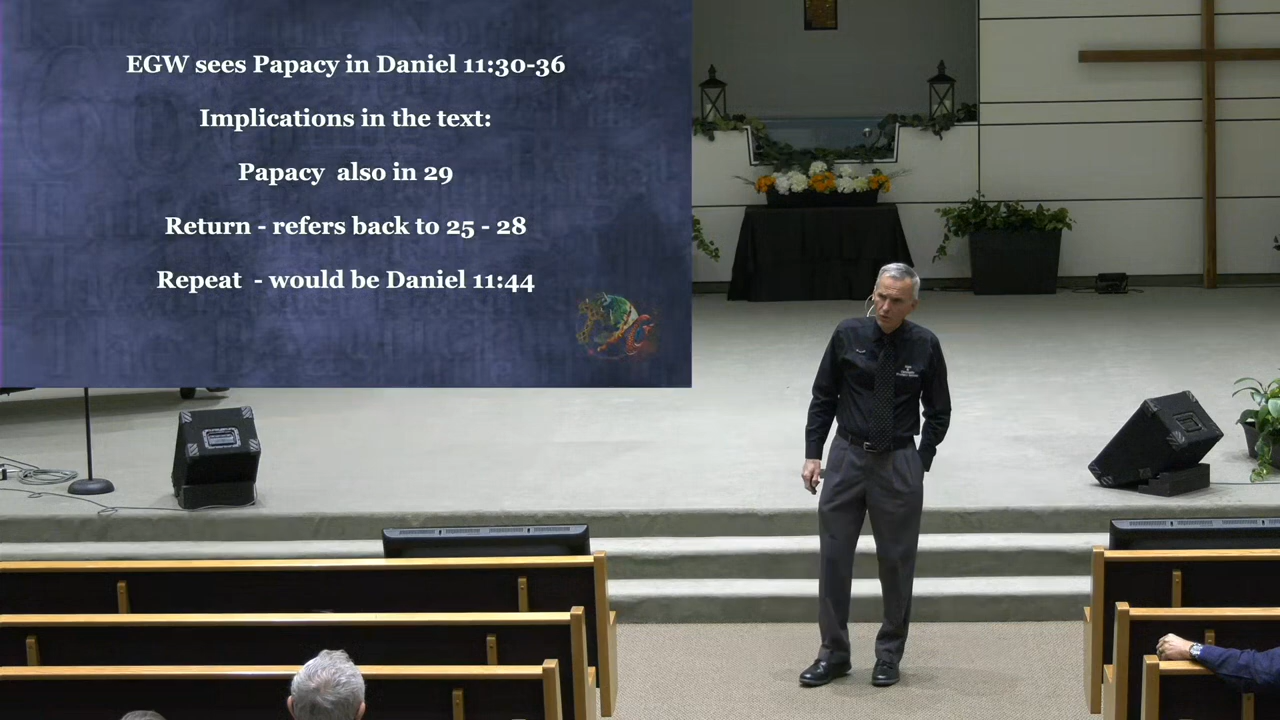 EGW sees Papacy in Daniel 11:30-36
Implications in the text:
Papacy also in 29
Return - refers back to 25 - 28
Repeat - would be Daniel 11:44